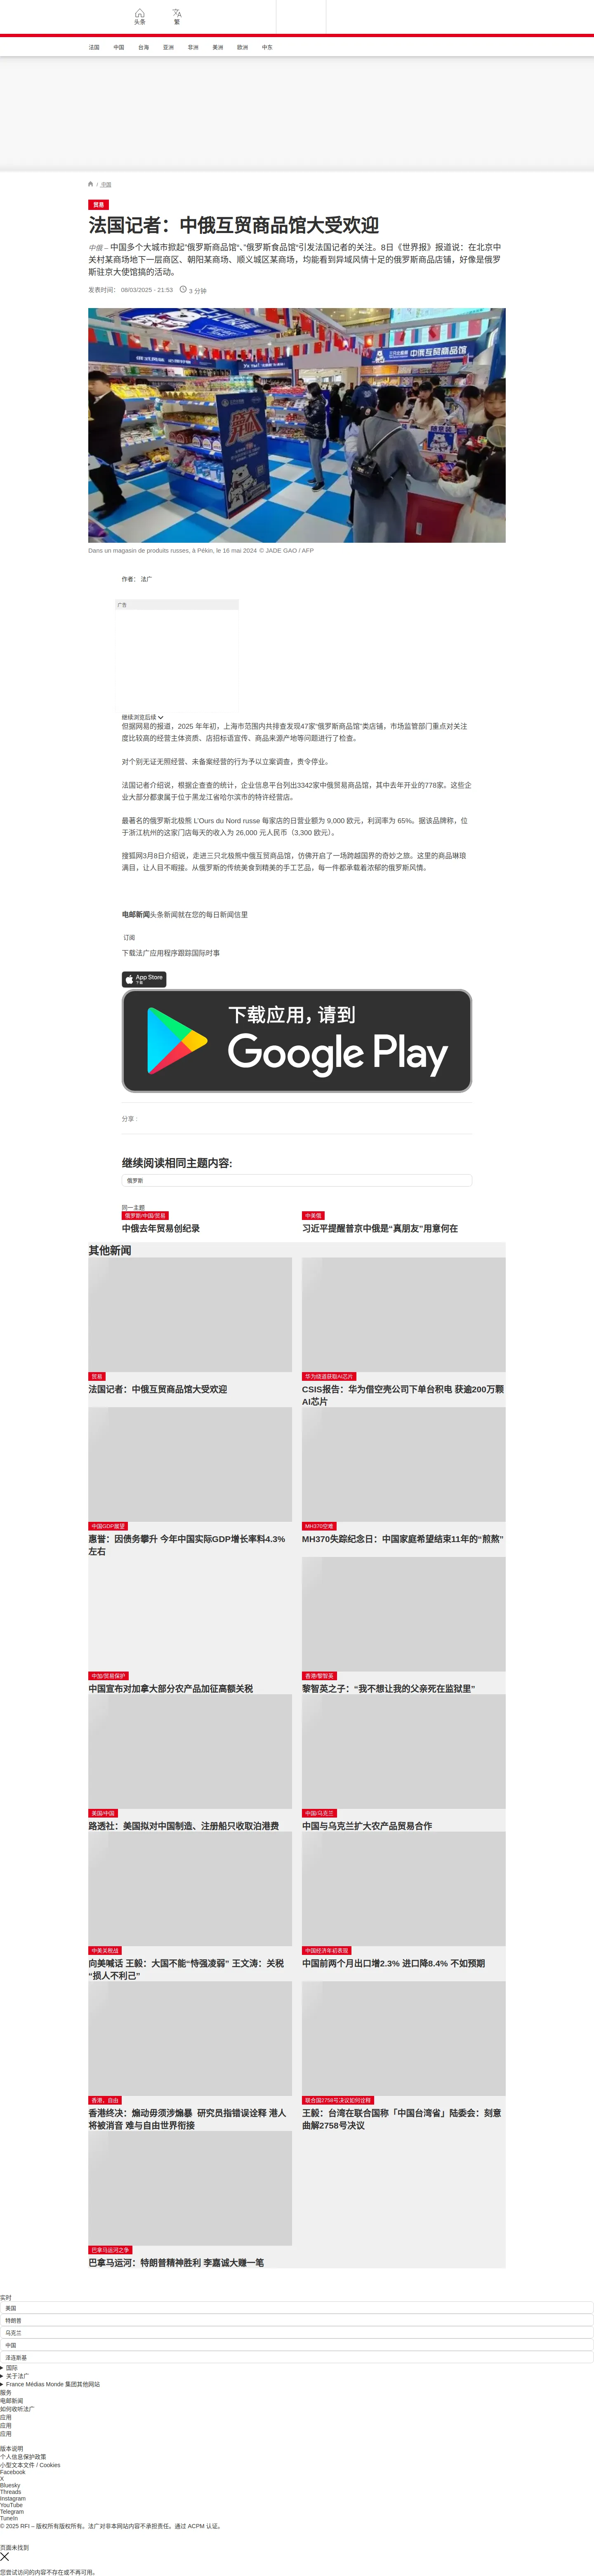 头条
繁
法国
中国
台海
亚洲
非洲
美洲
欧洲
中东
/ 中国
贸易
法国记者：中俄互贸商品馆大受欢迎
中俄 – 中国多个大城市掀起“俄罗斯商品馆“、“俄罗斯食品馆“引发法国记者的关注。8日《世界报》报道说：在北京中关村某商场地下一层商区、朝阳某商场、顺义城区某商场，均能看到异域风情十足的俄罗斯商品店铺，好像是俄罗斯驻京大使馆搞的活动。
发表时间： 08/03/2025 - 21:53
3 分钟
中俄互贸商品馆
盛大开业
Dans un magasin de produits russes, à Pékin, le 16 mai 2024 © JADE GAO / AFP
作者： 法广
广告
继续浏览后续
但据网易的报道，2025 年年初，上海市范围内共排查发现47家“俄罗斯商品馆”类店铺，市场监管部门重点对关注度比较高的经营主体资质、店招标语宣传、商品来源产地等问题进行了检查。
对个别无证无照经营、未备案经营的行为予以立案调查，责令停业。
法国记者介绍说，根据企查查的统计，企业信息平台列出3342家中俄贸易商品馆，其中去年开业的778家。这些企业大部分都隶属于位于黑龙江省哈尔滨市的特许经营店。
最著名的俄罗斯北极熊 L'Ours du Nord russe 每家店的日营业额为 9,000 欧元，利润率为 65%。据该品牌称，位于浙江杭州的这家门店每天的收入为 26,000 元人民币（3,300 欧元）。
搜狐网3月8日介绍说，走进三只北极熊中俄互贸商品馆，仿佛开启了一场跨越国界的奇妙之旅。这里的商品琳琅满目，让人目不暇接。从俄罗斯的传统美食到精美的手工艺品，每一件都承载着浓郁的俄罗斯风情。
电邮新闻头条新闻就在您的每日新闻信里
订阅
下载法广应用程序跟踪国际时事
App Store
下载
下载应用，请到
Google Play
分享 :
继续阅读相同主题内容:
俄罗斯
同一主题
俄罗斯/中国/贸易
中俄去年贸易创纪录
中美俄
习近平提醒普京中俄是“真朋友”用意何在
其他新闻
贸易
法国记者：中俄互贸商品馆大受欢迎
华为绕道获取AI芯片
CSIS报告：华为借空壳公司下单台积电 获逾200万颗AI芯片
中国GDP展望
惠誉：因债务攀升 今年中国实际GDP增长率料4.3%左右
MH370空难
MH370失踪纪念日：中国家庭希望结束11年的“煎熬”
中加/贸易保护
中国宣布对加拿大部分农产品加征高额关税
香港/黎智英
黎智英之子：“我不想让我的父亲死在监狱里”
美国/中国
路透社：美国拟对中国制造、注册船只收取泊港费
中国/乌克兰
中国与乌克兰扩大农产品贸易合作
中美关税战
向美喊话 王毅：大国不能“恃强凌弱” 王文涛：关税“损人不利己”
中国经济年初表现
中国前两个月出口增2.3% 进口降8.4% 不如预期
香港，自由
香港终决：煽动毋须涉煽暴 研究员指错误诠释 港人将被消音 难与自由世界衔接
联合国2758号决议如何诠释
王毅：台湾在联合国称「中国台湾省」陆委会：刻意曲解2758号决议
巴拿马运河之争
巴拿马运河：特朗普精神胜利 李嘉诚大赚一笔
实时
美国
特朗普
乌克兰
中国
泽连斯基
国际
关于法广
France Médias Monde 集团其他网站
服务
电邮新闻
如何收听法广
应用
应用
应用
版本说明
个人信息保护政策
小型文本文件 / Cookies
Facebook
X
Bluesky
Threads
Instagram
YouTube
Telegram
TuneIn
© 2025 RFI – 版权所有版权所有。法广对非本网站内容不承担责任。通过 ACPM 认证。
页面未找到
您尝试访问的内容不存在或不再可用。